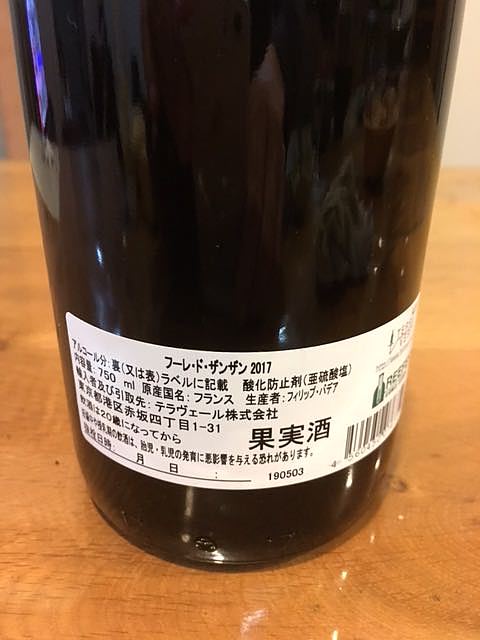 フーレ・ド・ザンザン 2017
アルコール分:裏(又は表)ラベルに記載 酸化防止剤(亜硫酸塩)
内容量:750 ml 原産国名:フランス 生産者:フィリップ・バデア
輸入者及び引取先:テラヴェール株式会社
東京都港区赤坂四丁目1-31
飲酒は20歳になってから
果実酒
妊娠中や授乳期の飲酒は、胎児・乳児の発育に悪影響を与える恐れがあります。
月 日 :
190503